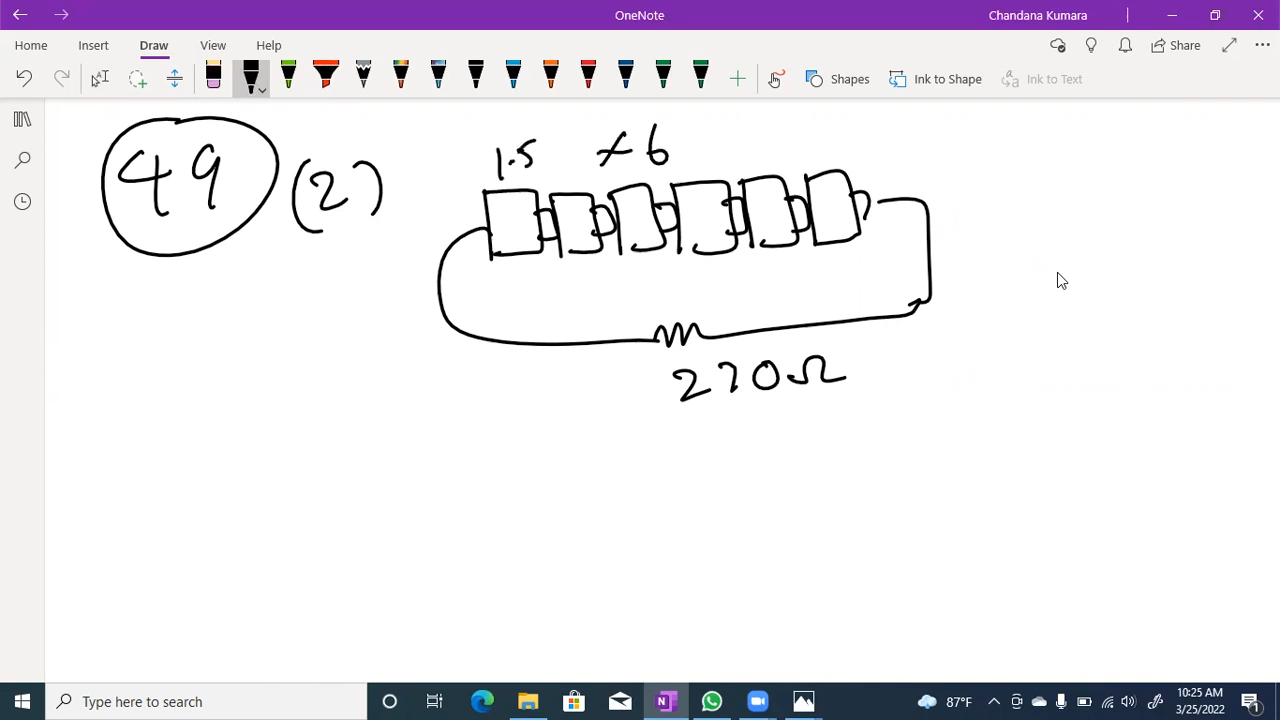 OneNote
Chandana Kumara
Home Insert Draw View Help
Share
Shapes Ink to Shape Ink to Text
49 (2) 1.5 × 6
270Ω
Type here to search
87°F
10:25 AM
3/25/2022
1